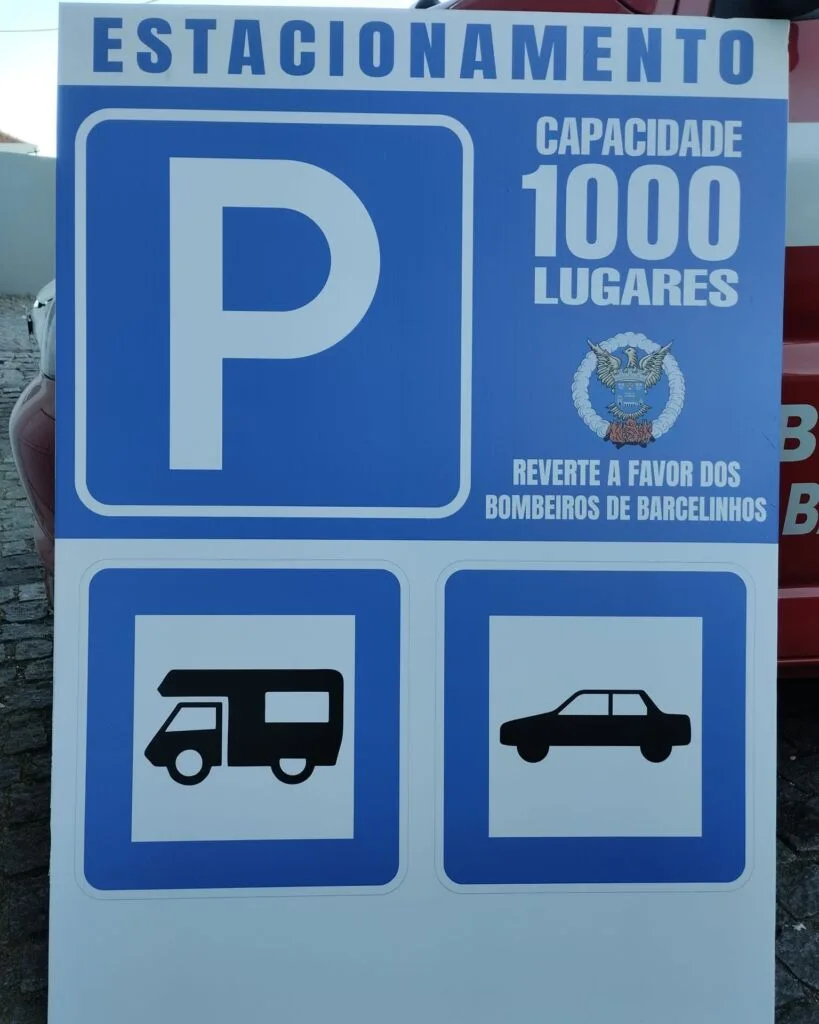 ESTACIONAMENTO
P
CAPACIDADE
1000
LUGARES
REVERTE A FAVOR DOS
BOMBEIROS DE BARCELINHOS
B
B